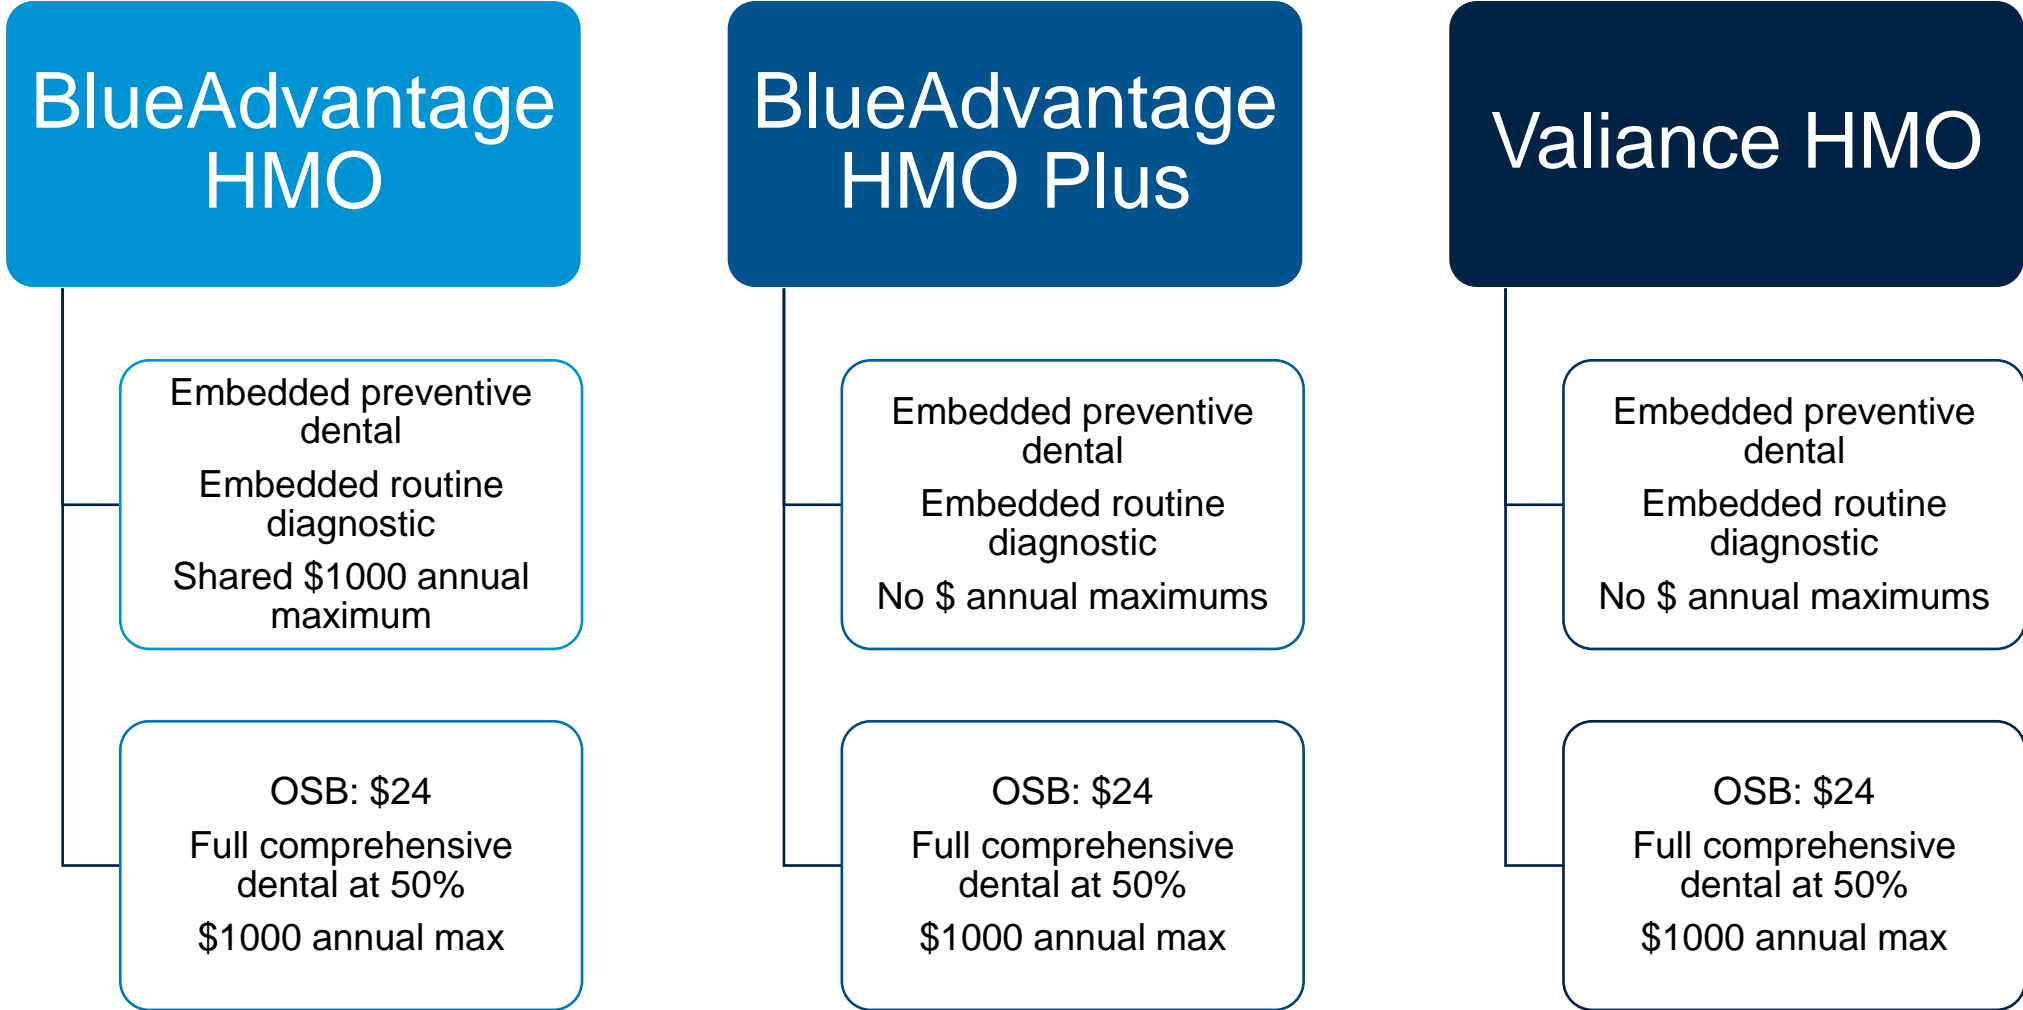 BlueAdvantage
HMO
Embedded preventive
dental
Embedded routine
diagnostic
Shared $1000 annual
maximum
OSB: $24
Full comprehensive
dental at 50%
$1000 annual max
BlueAdvantage
HMO Plus
Embedded preventive
dental
Embedded routine
diagnostic
No $ annual maximums
OSB: $24
Full comprehensive
dental at 50%
$1000 annual max
Valiance HMO
Embedded preventive
dental
Embedded routine
diagnostic
No $ annual maximums
OSB: $24
Full comprehensive
dental at 50%
$1000 annual max